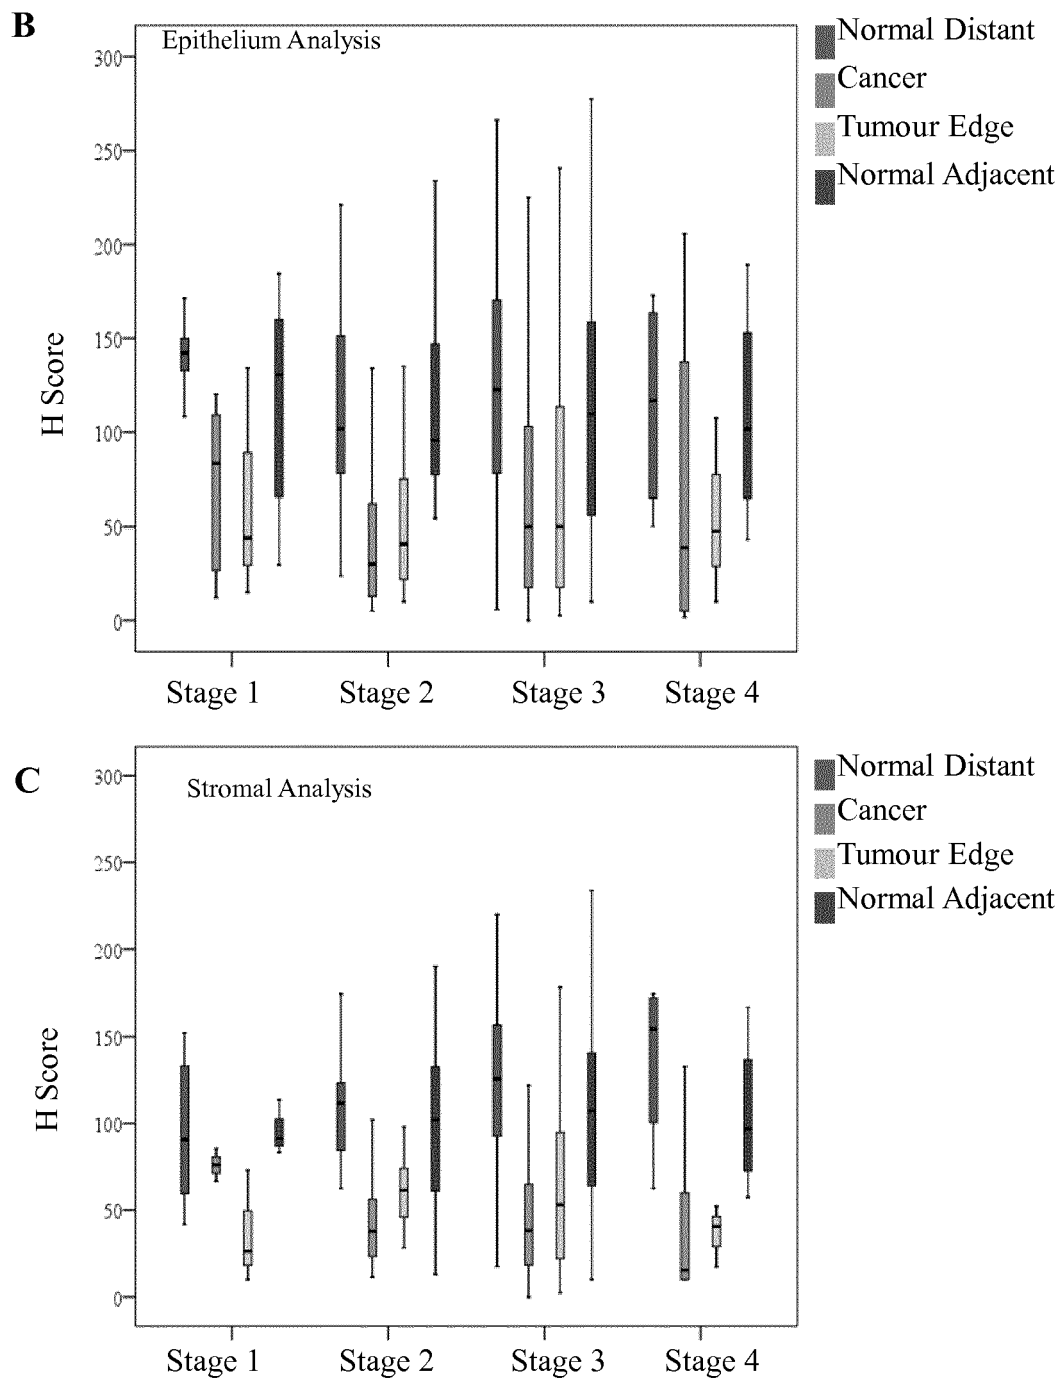 B
Epithelium Analysis
300
250
200
150
100
50
0
H Score
Stage 1 Stage 2 Stage 3 Stage 4
Normal Distant
Cancer
Tumour Edge
Normal Adjacent
C
Stromal Analysis
300
250
200
150
100
50
0
H Score
Stage 1 Stage 2 Stage 3 Stage 4
Normal Distant
Cancer
Tumour Edge
Normal Adjacent